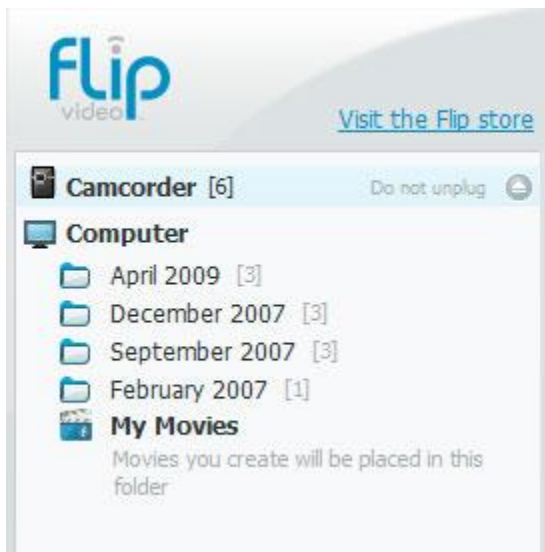 flip
video
Visit the Flip store
Camcorder [6] Do not unplug
Computer
April 2009 [3]
December 2007 [3]
September 2007 [3]
February 2007 [1]
My Movies
Movies you create will be placed in this
folder